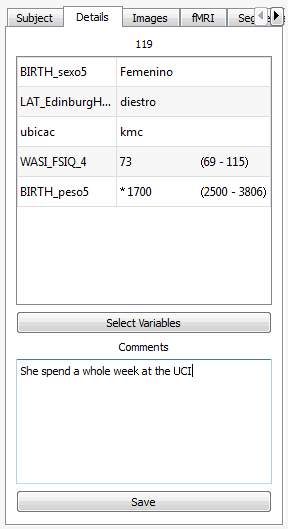 Subject Details Images fMRI Seg
119
BIRTH_sexo5 Femenino
LAT_EdinburgH... diestro
ubicac kmc
WASI_FSIQ_4 73 (69 - 115)
BIRTH_peso5 * 1700 (2500 - 3806)
Select Variables
Comments
She spend a whole week at the UCI
Save